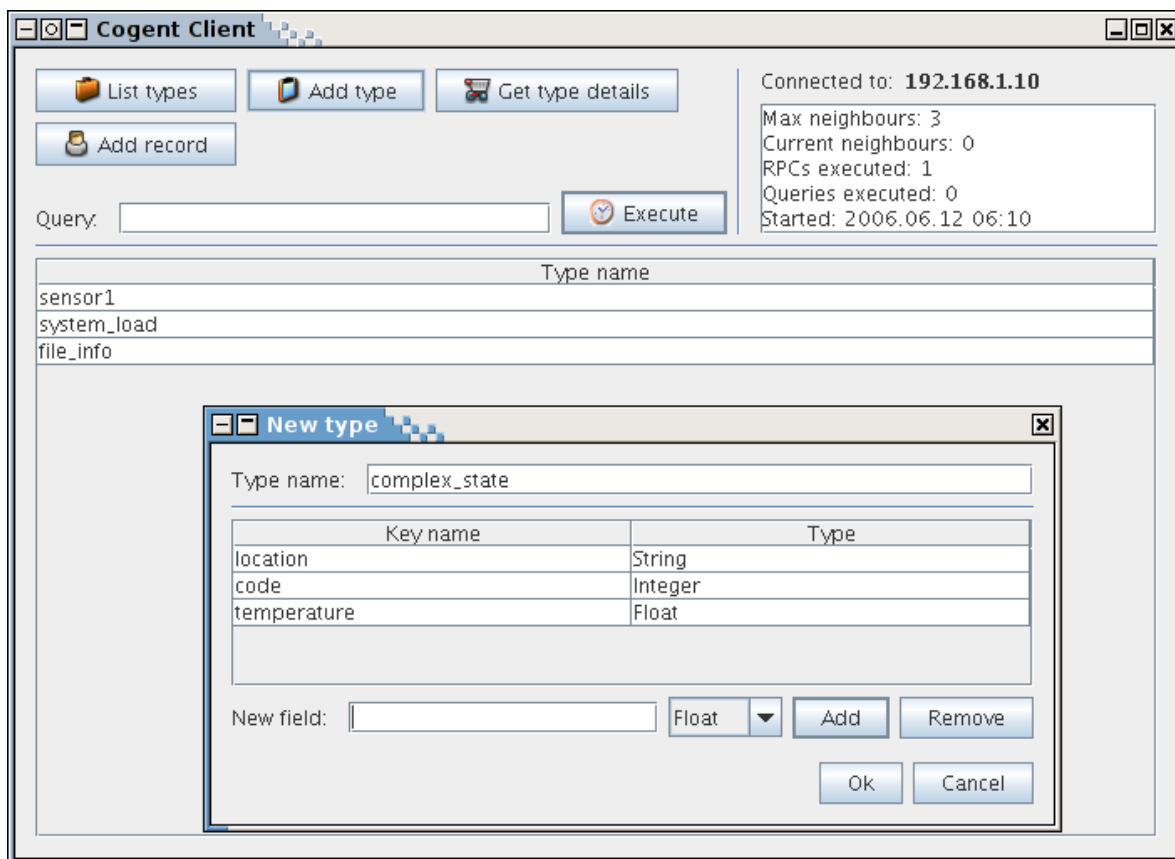 Cogent Client
List types
Add type
Get type details
Add record
Query:
Execute
Connected to: 192.168.1.10
Max neighbours: 3
Current neighbours: 0
RPCs executed: 1
Queries executed: 0
Started: 2006.06.12 06:10
Type name
sensor1
system_load
file_info
New type
Type name: complex_state
Key name Type
location String
code Integer
temperature Float
New field: Float Add Remove
Ok Cancel